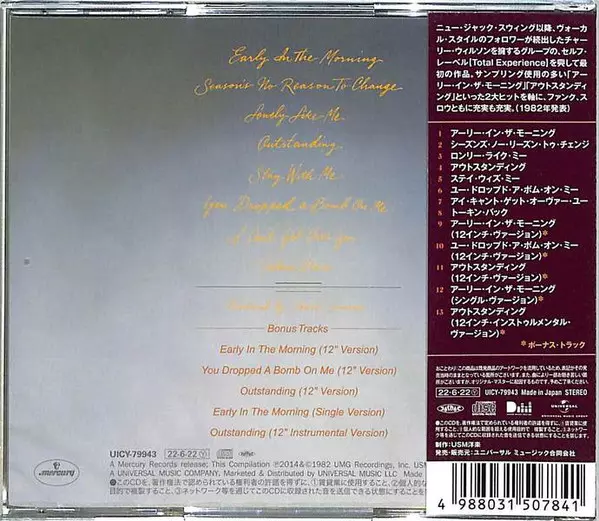 Early In The Morning
Season's No Reason To Change
Lonely Like Me
Outstanding
Stay With Me
You Dropped A Bomb On Me
I Can't Get Over You
Talkin' Back
Produced by Lonnie Simmons
Bonus Tracks
Early In The Morning (12" Version)
You Dropped A Bomb On Me (12" Version)
Outstanding (12" Version)
Early In The Morning (Single Version)
Outstanding (12" Instrumental Version)
mercury
UICY-79943
22·6·22
A Mercury Records release; This Compilation ℗2014&©1982 UMG Recordings, Inc.
A UNIVERSAL MUSIC COMPANY. Marketed & Distributed by UNIVERSAL MUSIC LLC
ニュー・ジャック・スウィング以降、ヴォーカ
ル・スタイルのフォロワーが続出したチャー
リー・ウィルソンを擁するグループの、セルフ・
レーベル[Total Experience]を興して最
初の作品。サンプリング使用の多い「アー
リー・イン・ザ・モーニング」「アウトスタンディ
ング」といった2大ヒットを軸に、ファンク、ス
ロウともに充実も充実。(1982年発表)
1 アーリー・イン・ザ・モーニング
2 シーズンズ・ノー・リーズン・トゥ・チェンジ
3 ロンリー・ライク・ミー
4 アウトスタンディング
5 ステイ・ウィズ・ミー
6 ユー・ドロップド・ア・ボム・オン・ミー
7 アイ・キャント・ゲット・オーヴァー・ユー
8 トーキン・バック
9 アーリー・イン・ザ・モーニング
(12インチ・ヴァージョン)*
10 ユー・ドロップド・ア・ボム・オン・ミー
(12インチ・ヴァージョン)*
11 アウトスタンディング
(12インチ・ヴァージョン)*
12 アーリー・イン・ザ・モーニング
(シングル・ヴァージョン)*
13 アウトスタンディング
(12インチ・インストゥルメンタル・
ヴァージョン)*
*ボーナス・トラック
22·6·22 UICY-79943 Made in Japan STEREO
UNIVERSAL
制作:USM洋楽
発売・販売元:ユニバーサル ミュージック合同会社
4 988031 507841